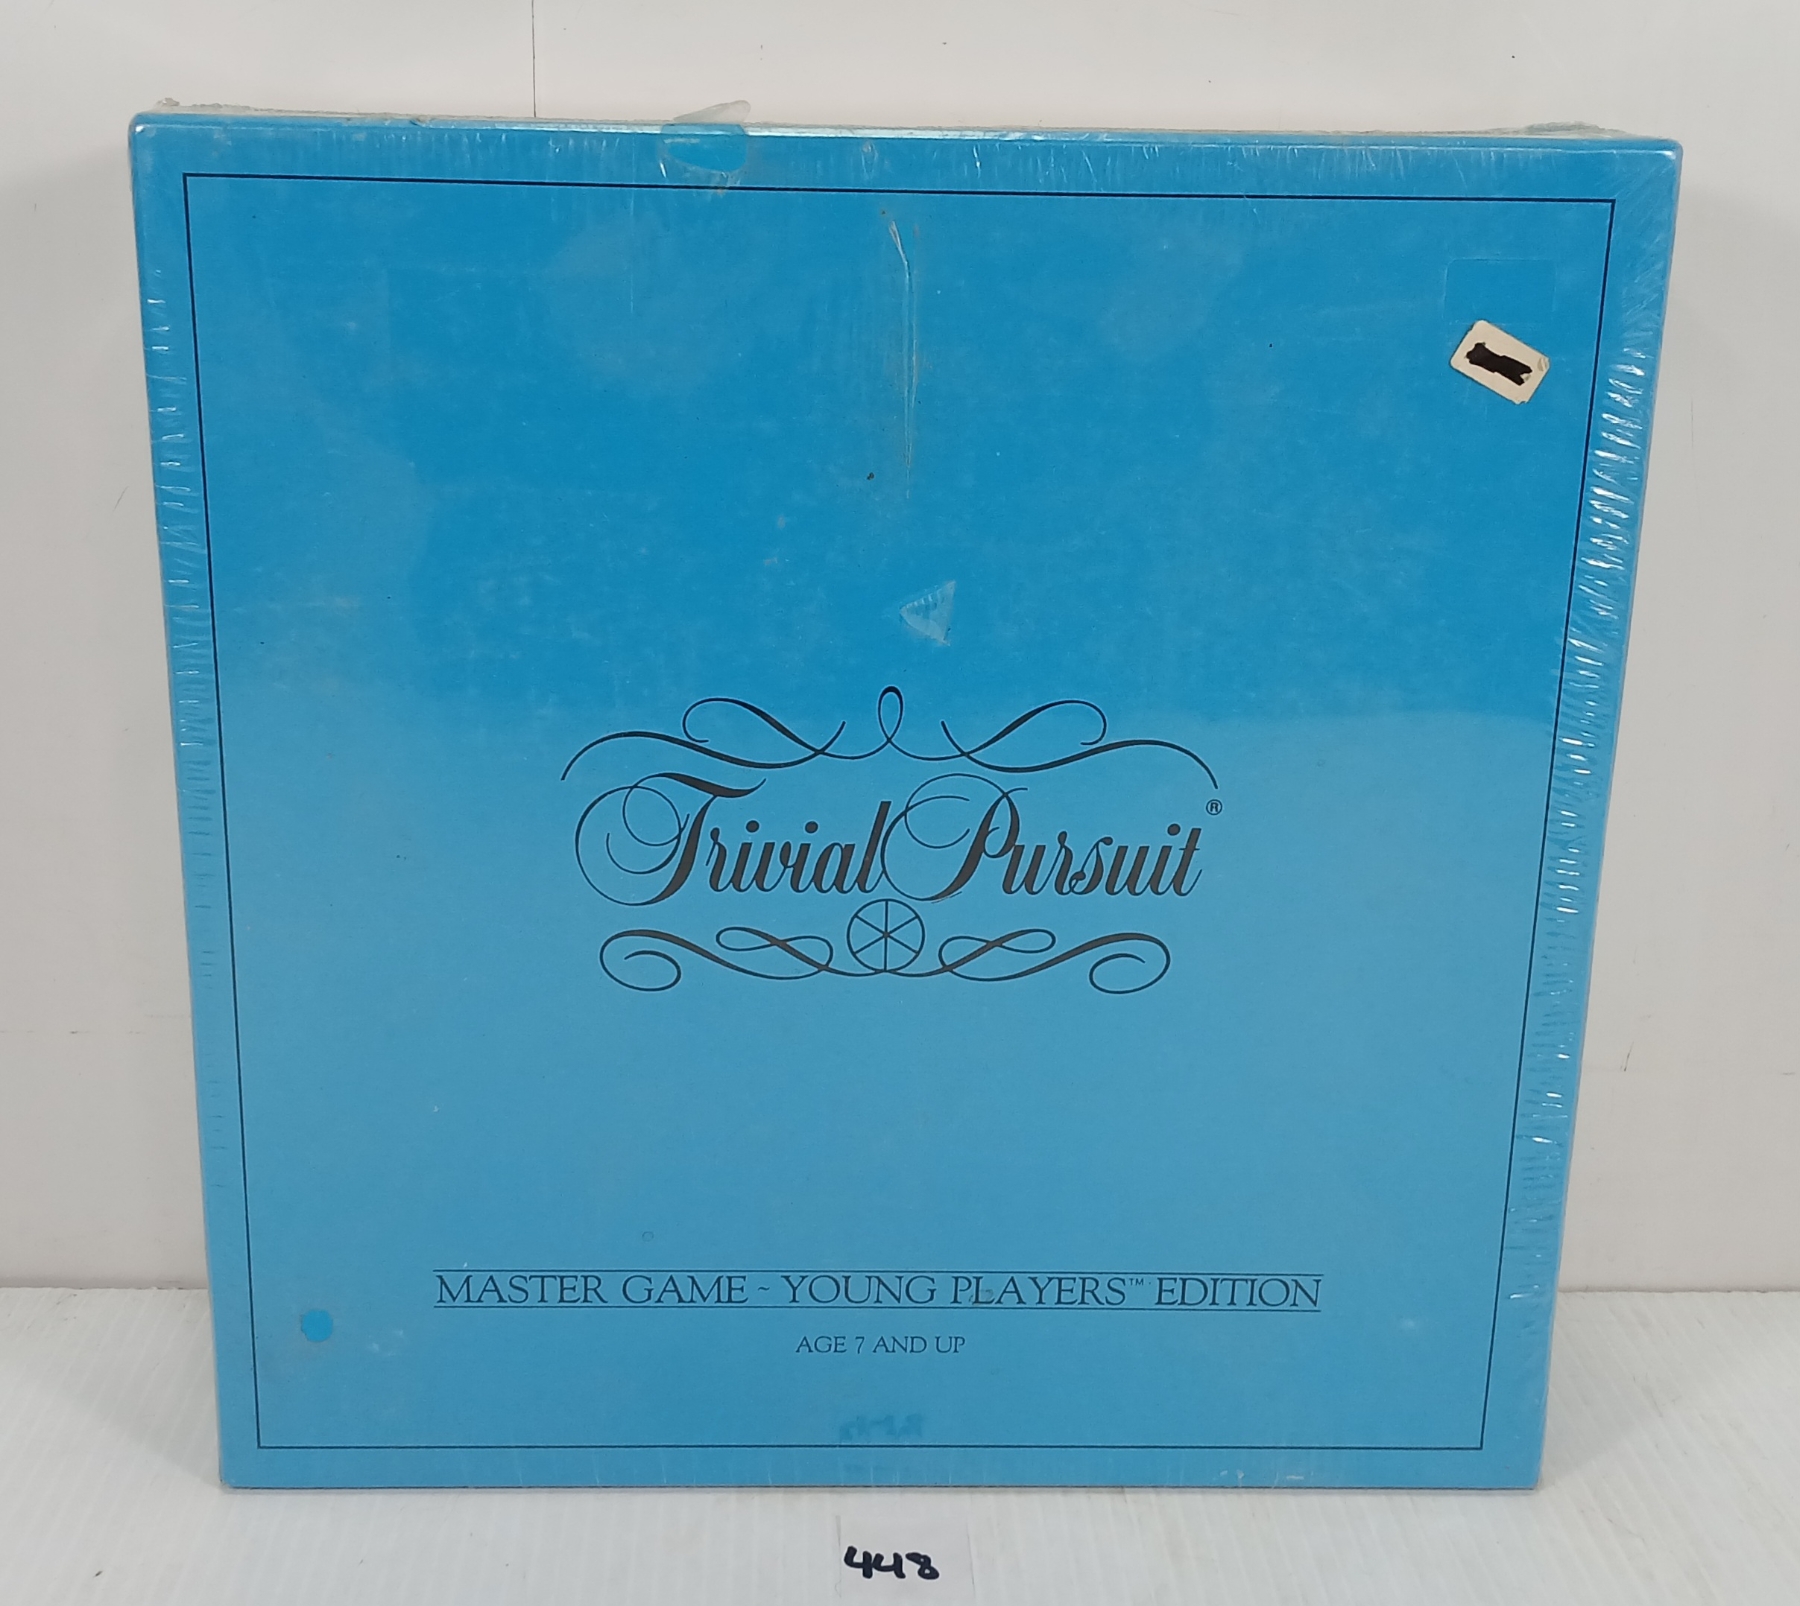 Trivial Pursuit®
MASTER GAME ~ YOUNG PLAYERS™ EDITION
AGE 7 AND UP
448